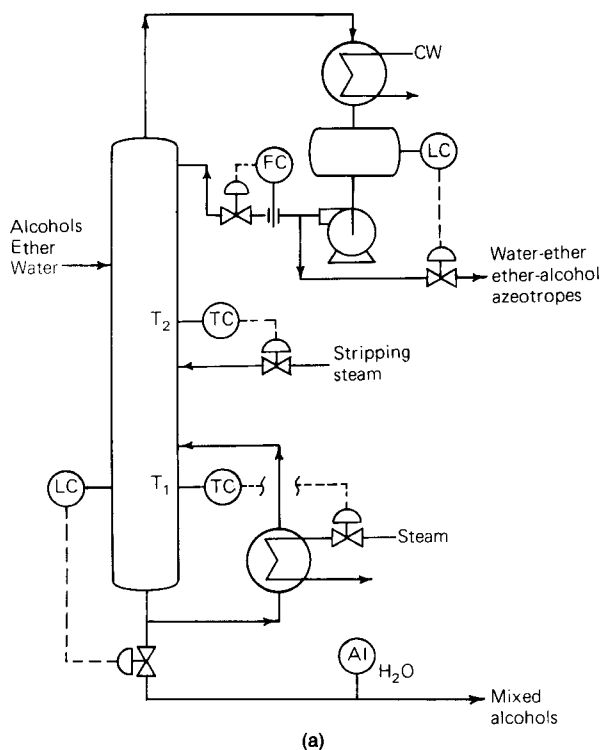 CW
FC
LC
Alcohols
Ether
Water
Water-ether
ether-alcohol
azeotropes
T2
TC
Stripping
steam
LC
T1
TC
Steam
AI
H2O
Mixed
alcohols
(a)